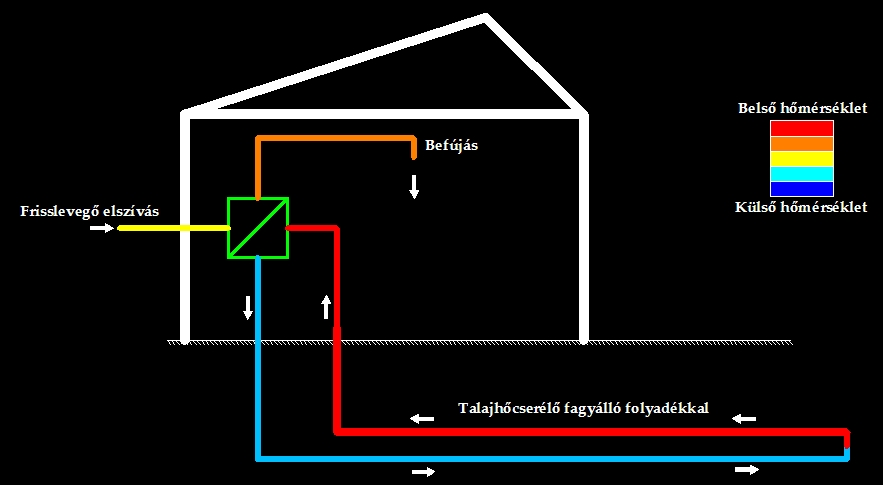 Belső hőmérséklet
Befújás
Frisslevegő elszívás
Külső hőmérséklet
Talajhőcserélő fagyálló folyadékkal